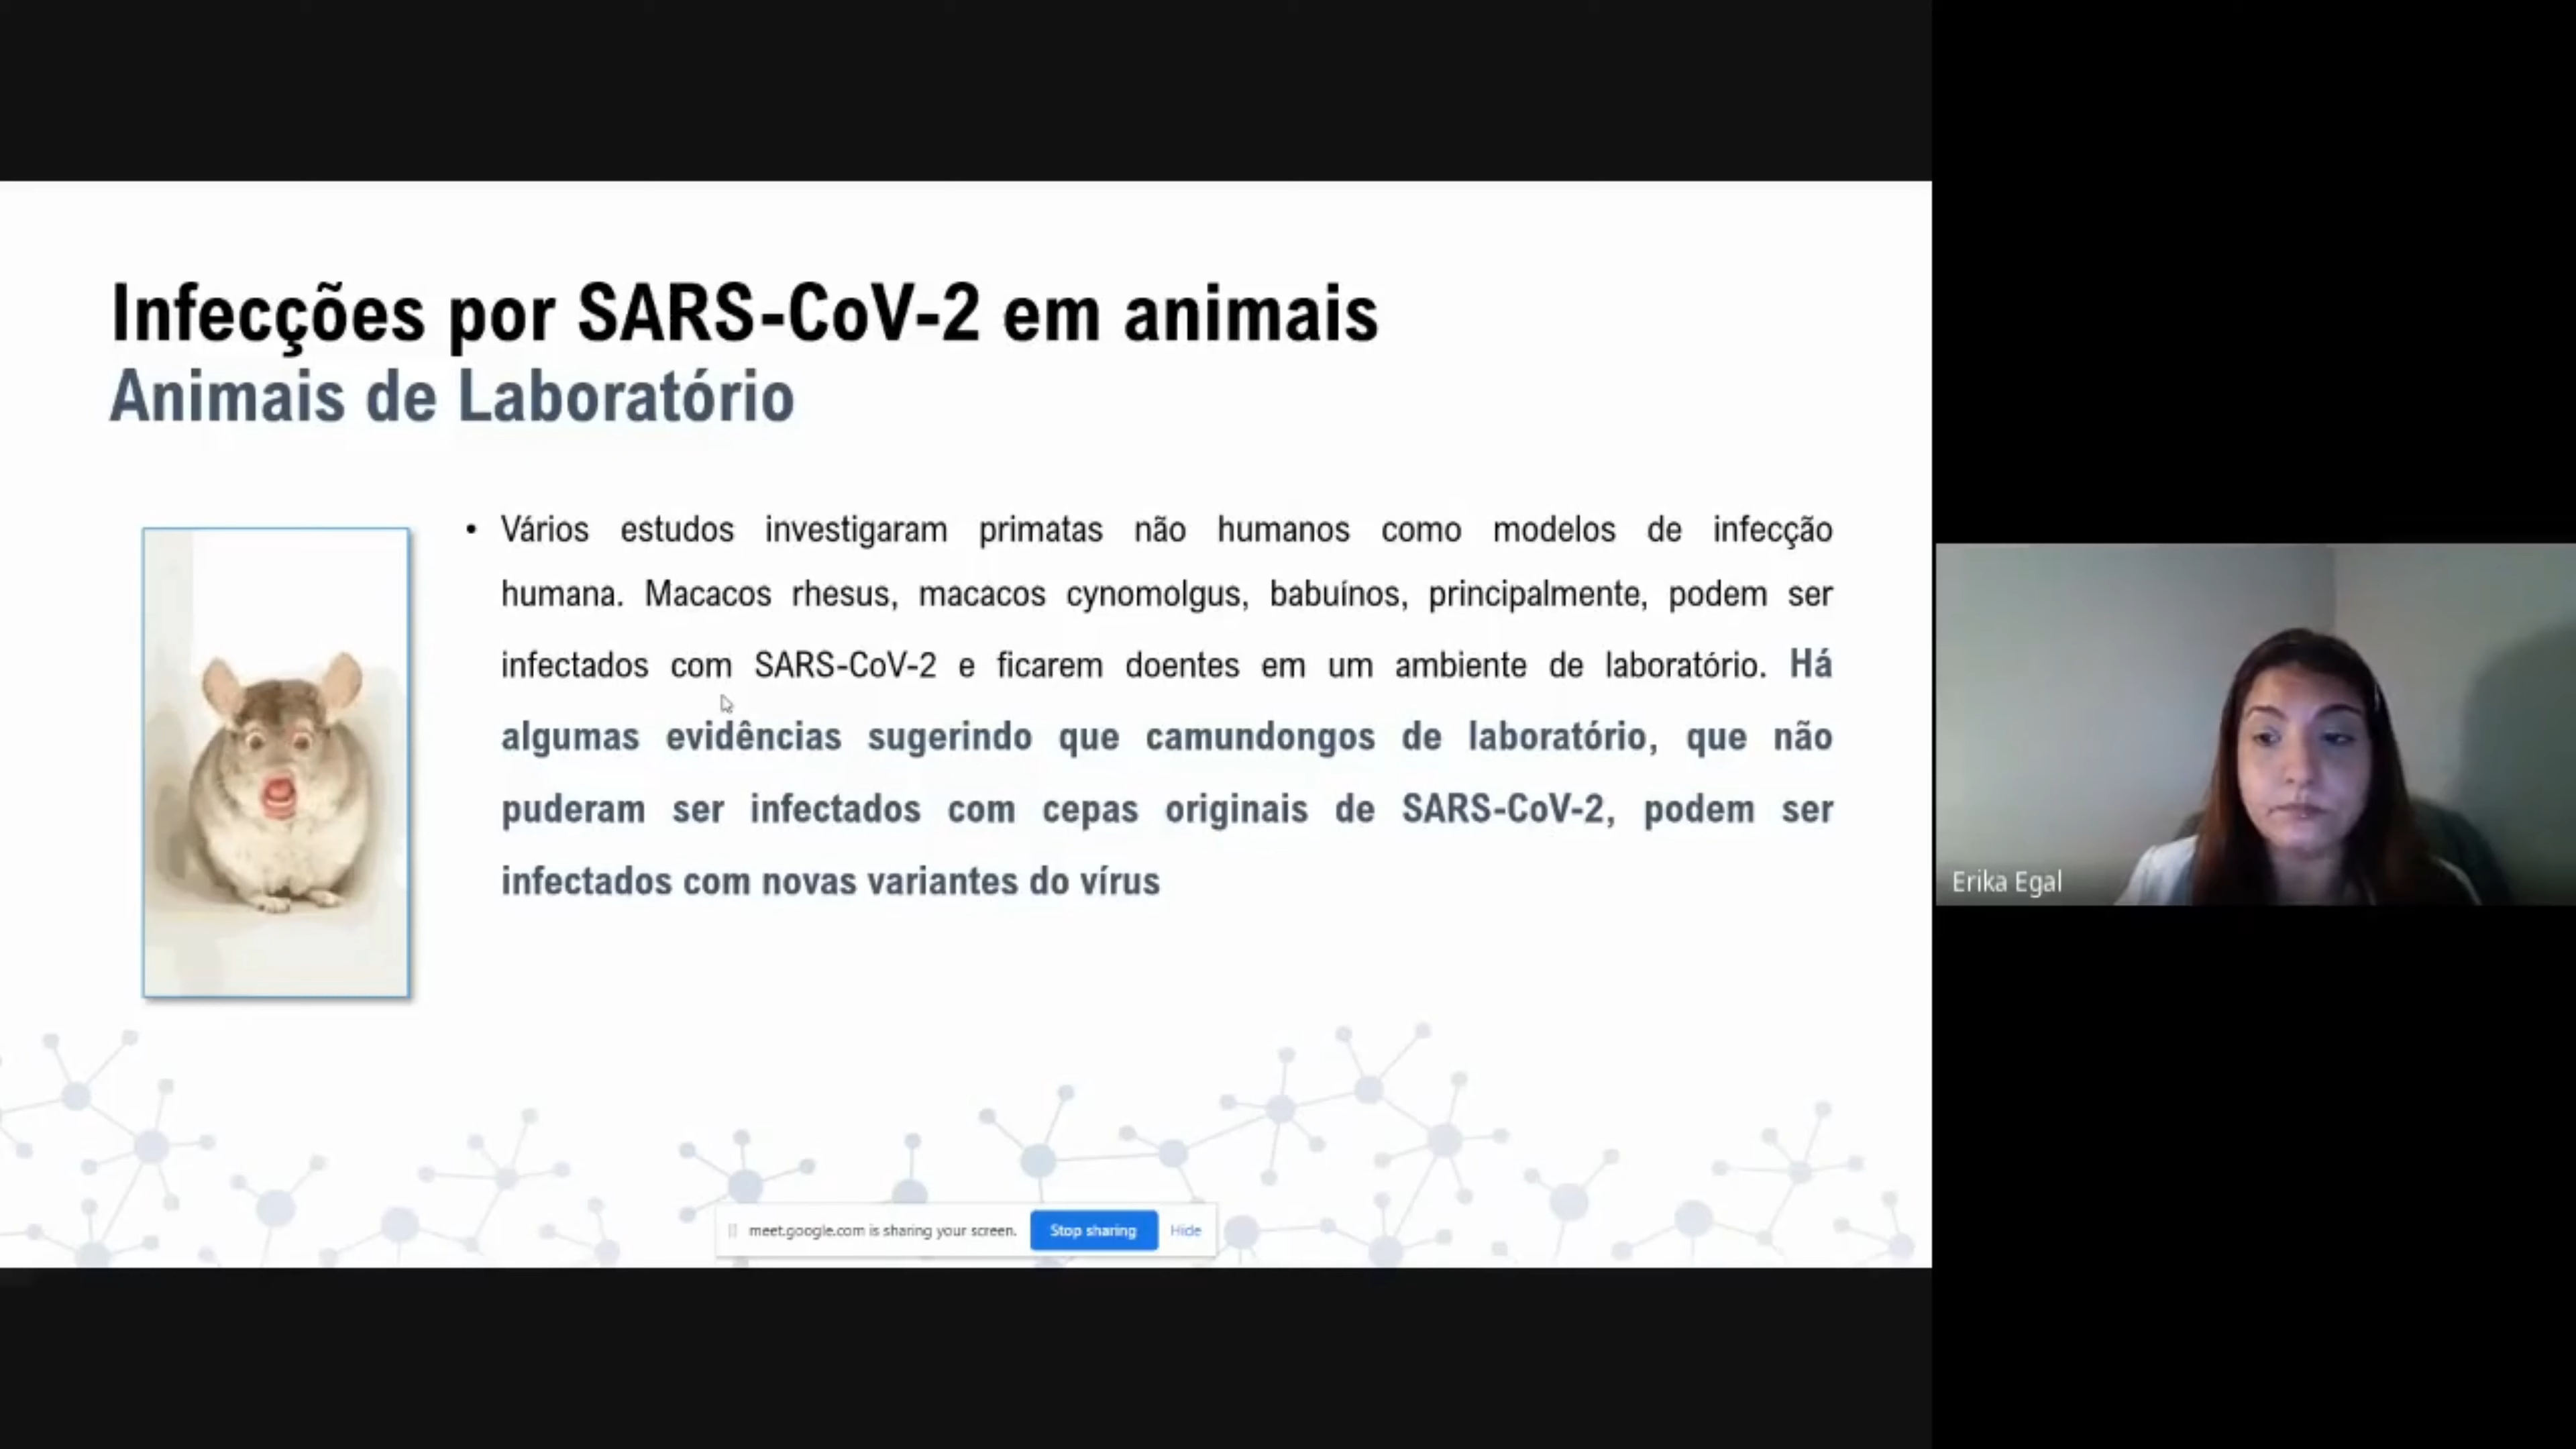 Infecções por SARS-CoV-2 em animais
Animais de Laboratório
• Vários estudos investigaram primatas não humanos como modelos de infecção
humana. Macacos rhesus, macacos cynomolgus, babuínos, principalmente, podem ser
infectados com SARS-CoV-2 e ficarem doentes em um ambiente de laboratório. Há
algumas evidências sugerindo que camundongos de laboratório, que não
puderam ser infectados com cepas originais de SARS-CoV-2, podem ser
infectados com novas variantes do vírus
meet.google.com is sharing your screen. Stop sharing Hide
Erika Egal